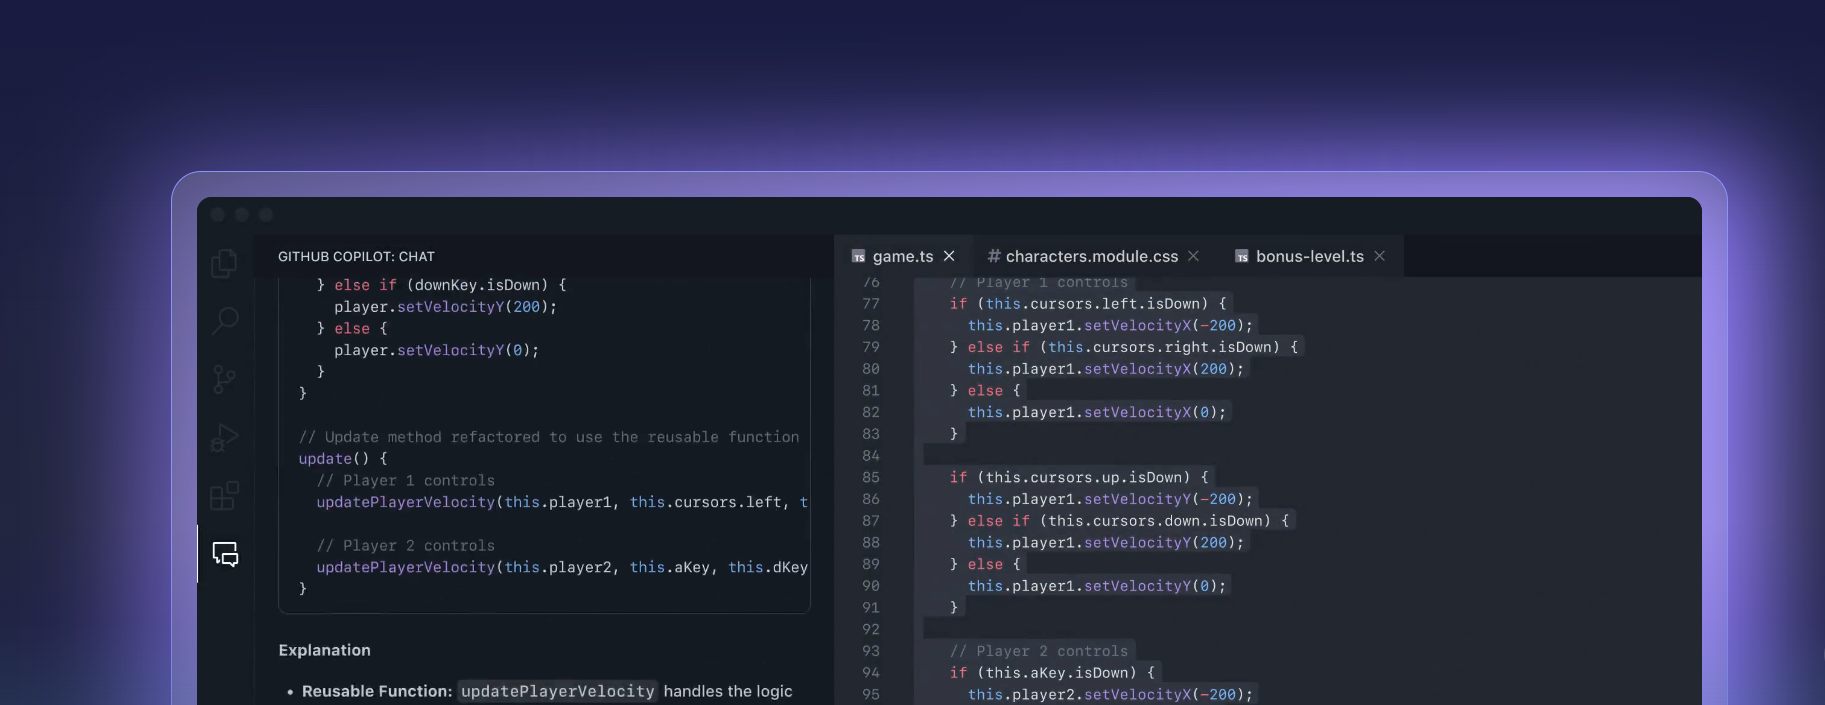 GITHUB COPILOT: CHAT
} else if (downKey.isDown) {
player.setVelocityY(200);
} else {
player.setVelocityY(0);
}
}
// Update method refactored to use the reusable function
update() {
// Player 1 controls
updatePlayerVelocity(this.player1, this.cursors.left, t
// Player 2 controls
updatePlayerVelocity(this.player2, this.aKey, this.dKey
}
Explanation
• Reusable Function: updatePlayerVelocity handles the logic
TS game.ts × # characters.module.css × TS bonus-level.ts ×
76 // Player 1 controls
77 if (this.cursors.left.isDown) {
78 this.player1.setVelocityX(-200);
79 } else if (this.cursors.right.isDown) {
80 this.player1.setVelocityX(200);
81 } else {
82 this.player1.setVelocityX(0);
83 }
84
85 if (this.cursors.up.isDown) {
86 this.player1.setVelocityY(-200);
87 } else if (this.cursors.down.isDown) {
88 this.player1.setVelocityY(200);
89 } else {
90 this.player1.setVelocityY(0);
91 }
92
93 // Player 2 controls
94 if (this.aKey.isDown) {
95 this.player2.setVelocityX(-200);